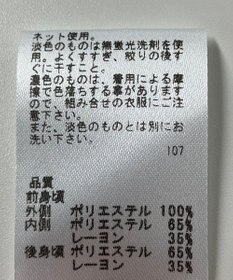 ネット使用。
淡色のものは無蛍光洗剤を使
用。よくすすぎ、絞りの後す
ぐに干すこと。
濃色のものは、着用による摩
擦で色落ちする事があります
ので、組み合せの衣服にご注
意下さい。
また、淡色のものとは別にお
洗い下さい。
107
品質
前身頃
外側 ポリエステル 100%
内側 ポリエステル 65%
レーヨン 35%
後身頃 ポリエステル 65%
レーヨン 35%